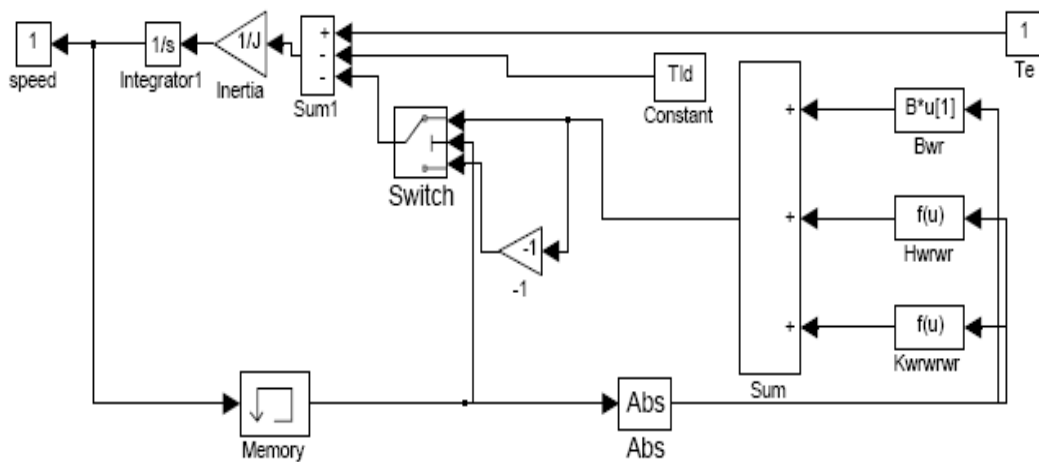 1
speed
1/s
Integrator1
1/J
Inertia
+
-
-
Sum1
Tld
Constant
1
Te
Switch
-1
-1
+
+
+
Sum
B*u[1]
Bwr
f(u)
Hwrwr
f(u)
Kwrwrwr
Memory
Abs
Abs